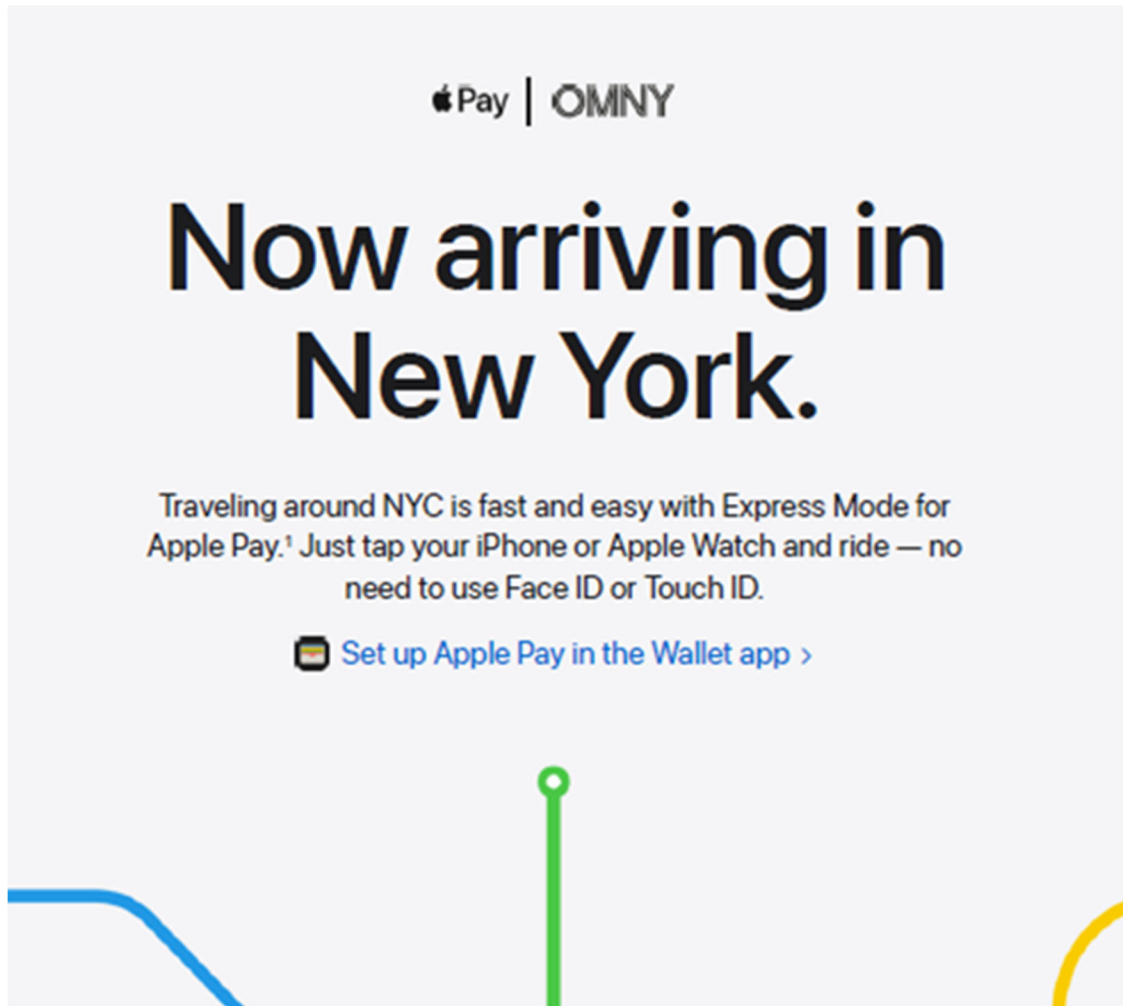 Pay | OMNY
Now arriving in
New York.
Traveling around NYC is fast and easy with Express Mode for
Apple Pay.¹ Just tap your iPhone or Apple Watch and ride — no
need to use Face ID or Touch ID.
Set up Apple Pay in the Wallet app >